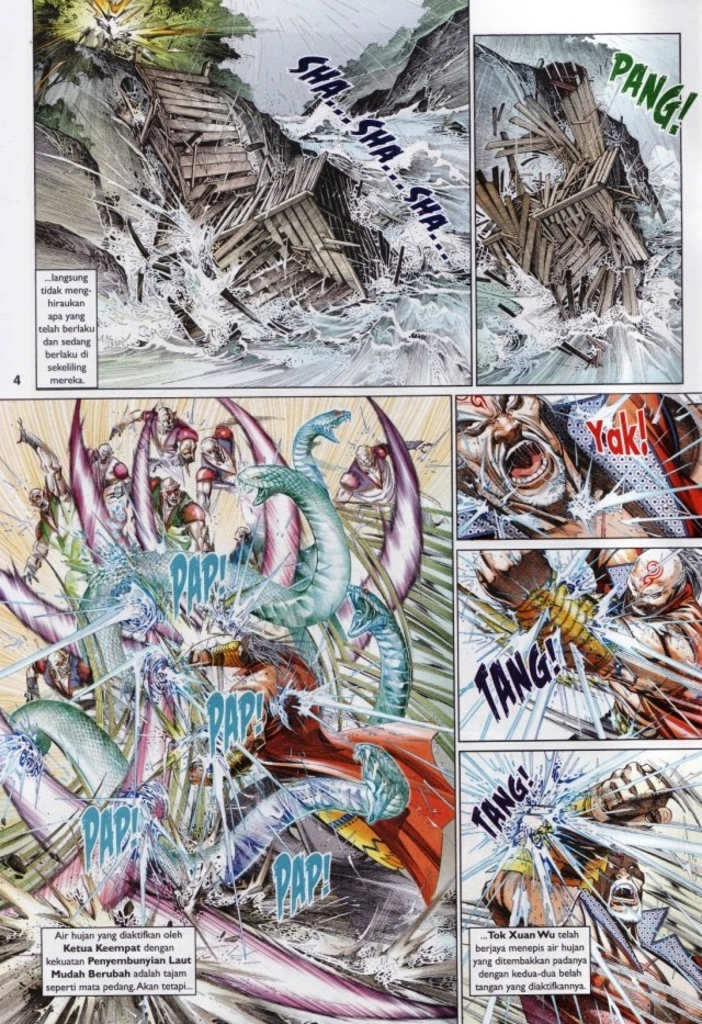 SHA...SHA...SHA...
PANG!
...langsung
tidak meng-
hiraukan
apa yang
telah berlaku
dan sedang
berlaku di
sekeliling
mereka.
4
Yak!
PAP!
PAP!
PAP!
PAP!
TANG!
TANG!
Air hujan yang diaktifkan oleh
Ketua Keempat dengan
kekuatan Penyembunyian Laut
Mudah Berubah adalah tajam
seperti mata pedang. Akan tetapi...
...Tok Xuan Wu telah
berjaya menepis air hujan
yang ditembakkan padanya
dengan kedua-dua belah
tangan yang diaktifkannya.